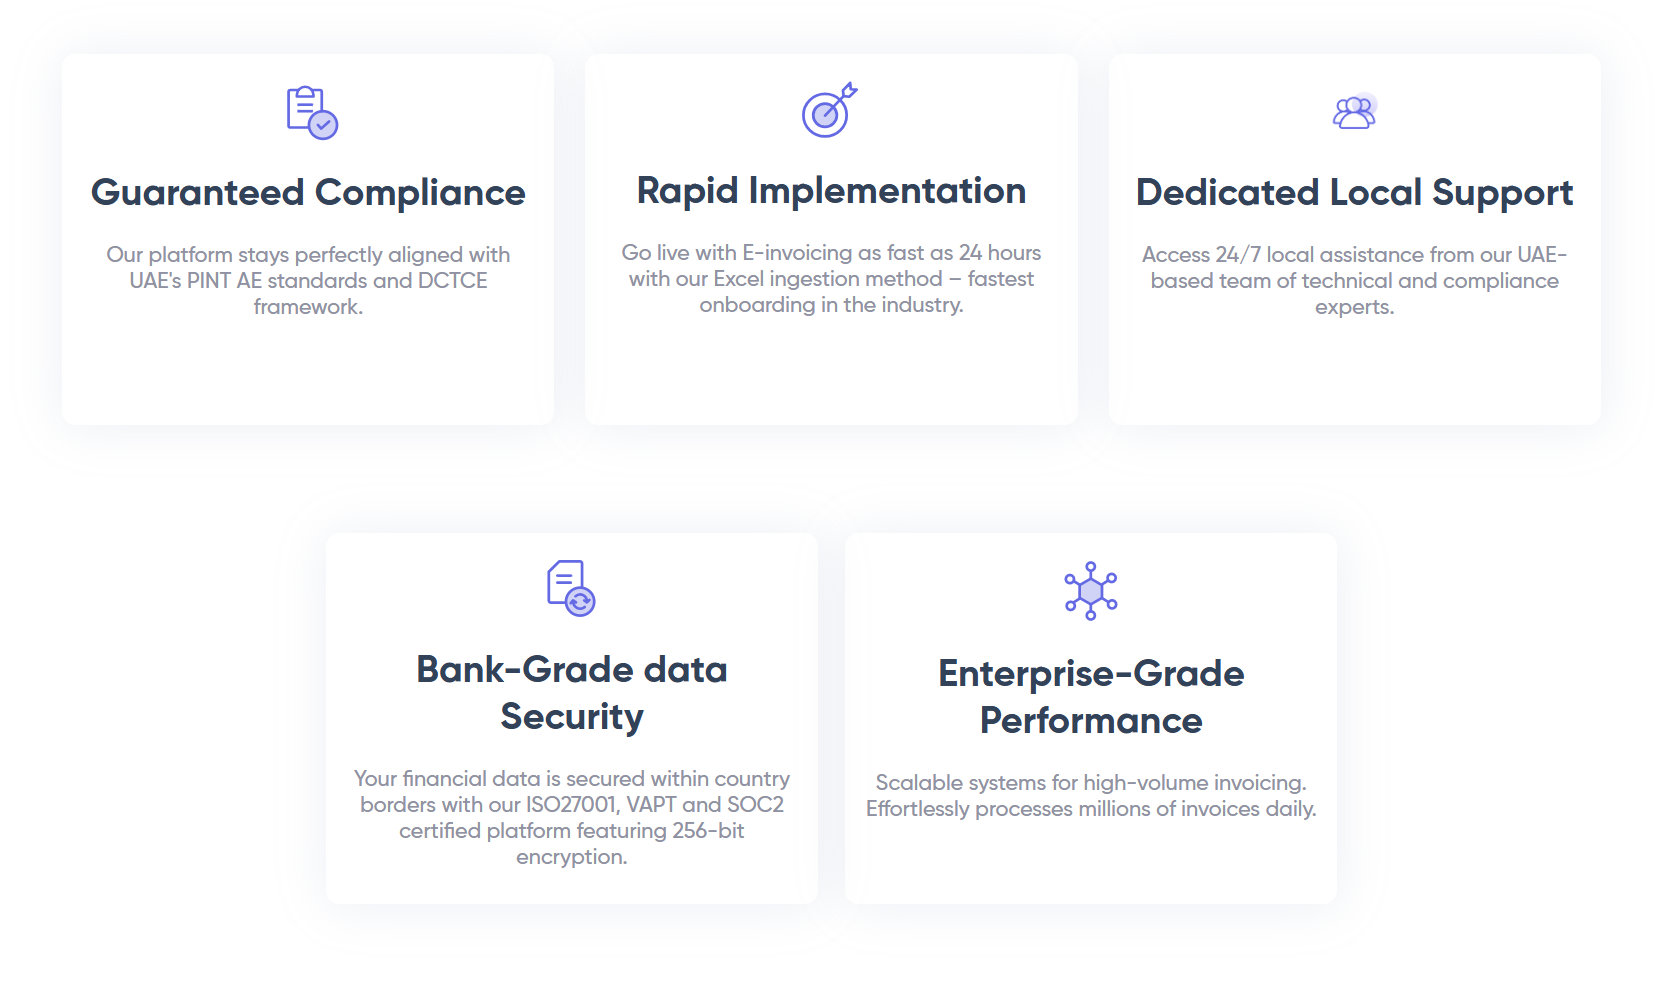 Guaranteed Compliance
Our platform stays perfectly aligned with
UAE's PINT AE standards and DCTCE
framework.
Rapid Implementation
Go live with E-invoicing as fast as 24 hours
with our Excel ingestion method – fastest
onboarding in the industry.
Dedicated Local Support
Access 24/7 local assistance from our UAE-
based team of technical and compliance
experts.
Bank-Grade data
Security
Your financial data is secured within country
borders with our ISO27001, VAPT and SOC2
certified platform featuring 256-bit
encryption.
Enterprise-Grade
Performance
Scalable systems for high-volume invoicing.
Effortlessly processes millions of invoices daily.